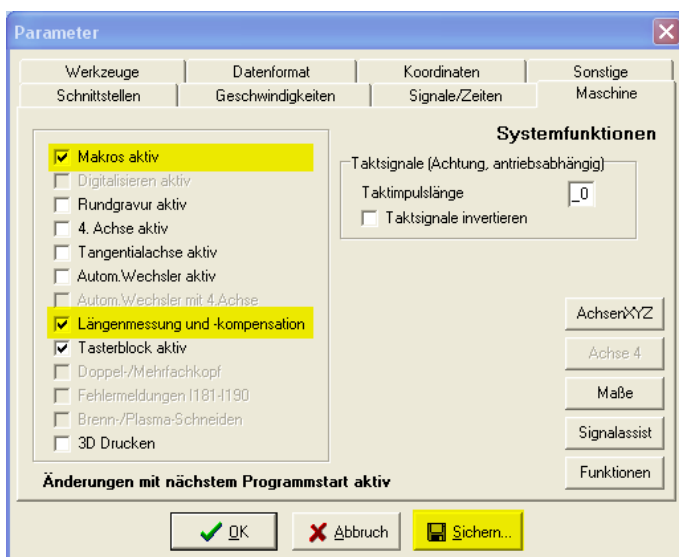 Parameter
Werkzeuge Datenformat Koordinaten Sonstige
Schnittstellen Geschwindigkeiten Signale/Zeiten Maschine
Systemfunktionen
Makros aktiv
Digitalisieren aktiv
Rundgravur aktiv
4. Achse aktiv
Tangentialachse aktiv
Autom.Wechsler aktiv
Autom.Wechsler mit 4.Achse
Längenmessung und -kompensation
Tasterblock aktiv
Doppel-/Mehrfachkopf
Fehlermeldungen I181-I190
Brenn-/Plasma-Schneiden
3D Drucken
Taktsignale (Achtung, antriebsabhängig)
Taktimpulslänge _0
Taktsignale invertieren
AchsenXYZ
Achse 4
Maße
Signalassist
Funktionen
Änderungen mit nächstem Programmstart aktiv
OK Abbruch Sichern...